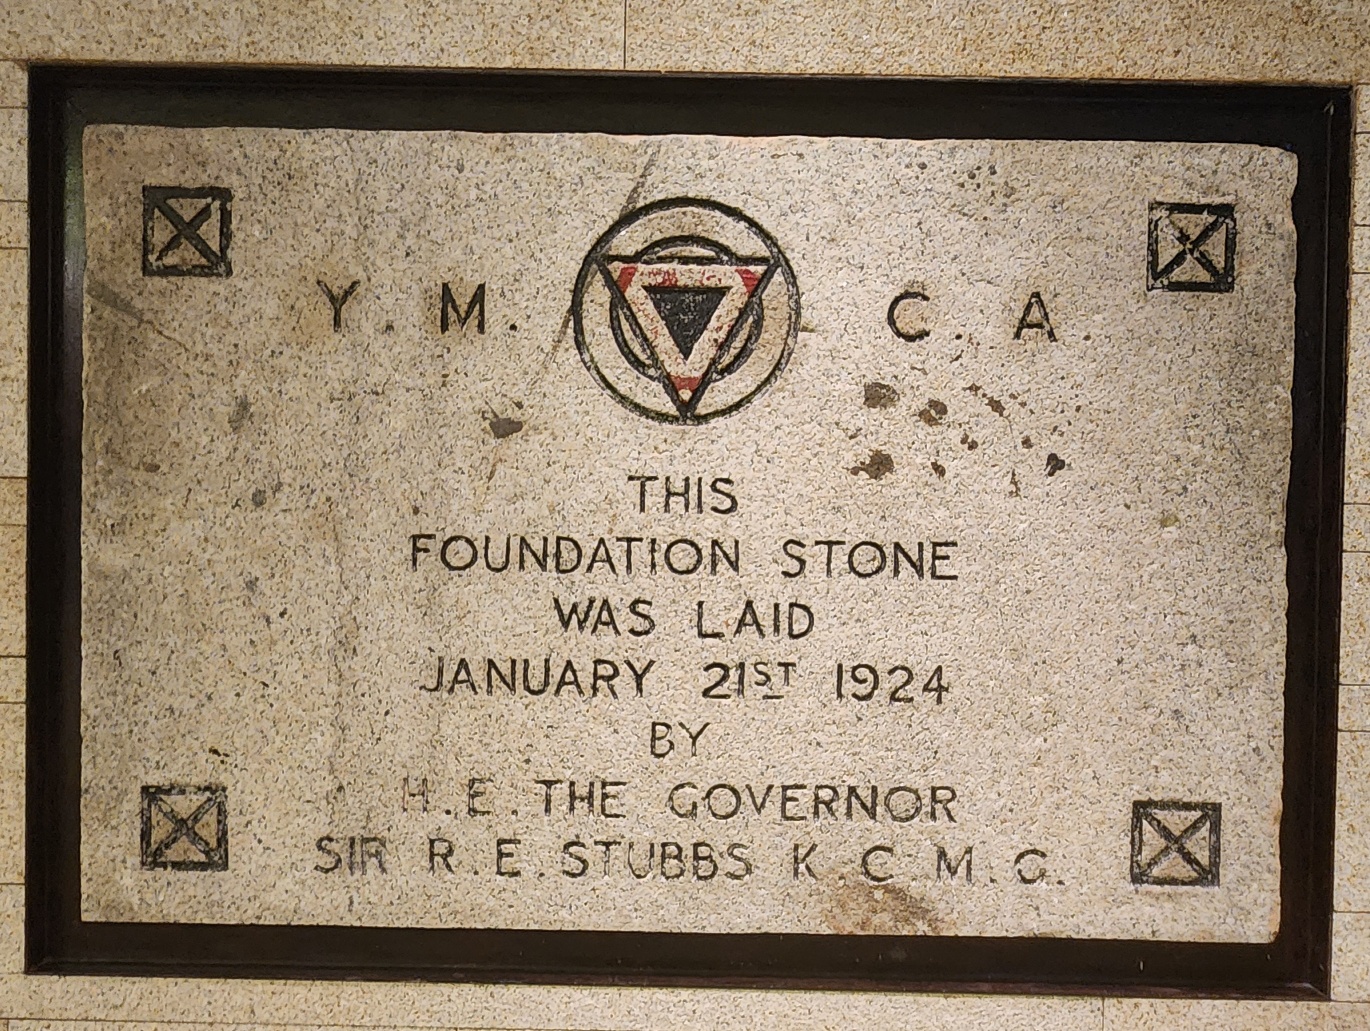 Y. M. C. A.
THIS
FOUNDATION STONE
WAS LAID
JANUARY 21ST 1924
BY
H. E. THE GOVERNOR
SIR R. E. STUBBS K. C. M. G.